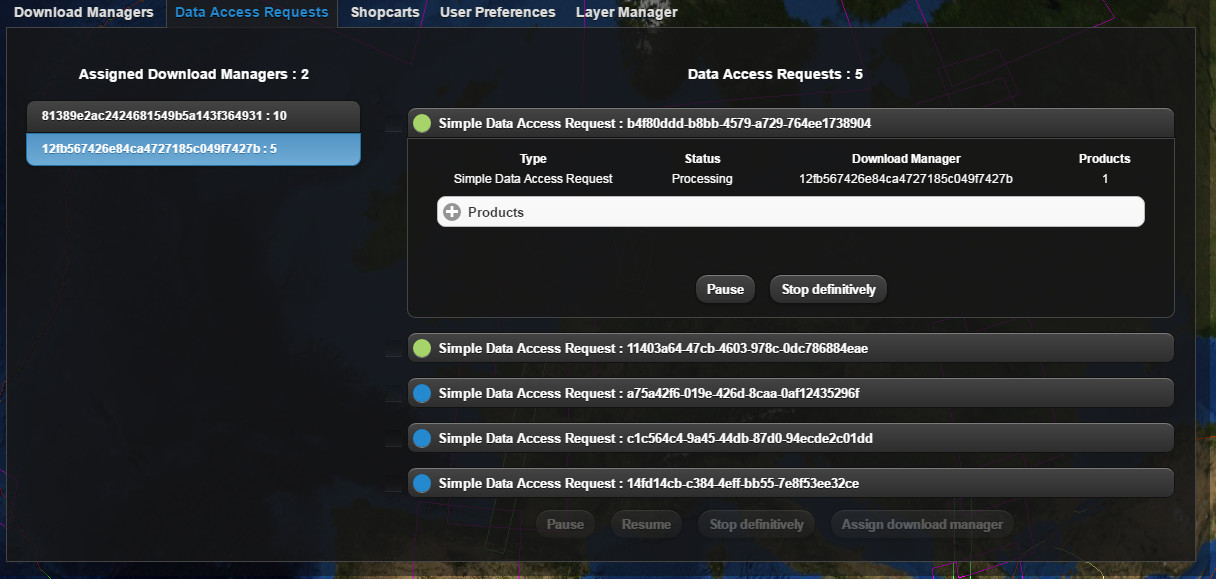 Download Managers Data Access Requests Shopcarts User Preferences Layer Manager
Assigned Download Managers : 2
81389e2ac2424681549b5a143f364931 : 10
12fb567426e84ca4727185c049f7427b : 5
Data Access Requests : 5
Simple Data Access Request : b4f80ddd-b8bb-4579-a729-764ee1738904
Type Status Download Manager Products
Simple Data Access Request Processing 12fb567426e84ca4727185c049f7427b 1
Products
Pause Stop definitively
Simple Data Access Request : 11403a64-47cb-4603-978c-0dc786884eae
Simple Data Access Request : a75a42f6-019e-426d-8caa-0af12435296f
Simple Data Access Request : c1c564c4-9a45-44db-87d0-94ecde2c01dd
Simple Data Access Request : 14fd14cb-c384-4eff-bb55-7e8f53ee32ce
Pause Resume Stop definitively Assign download manager